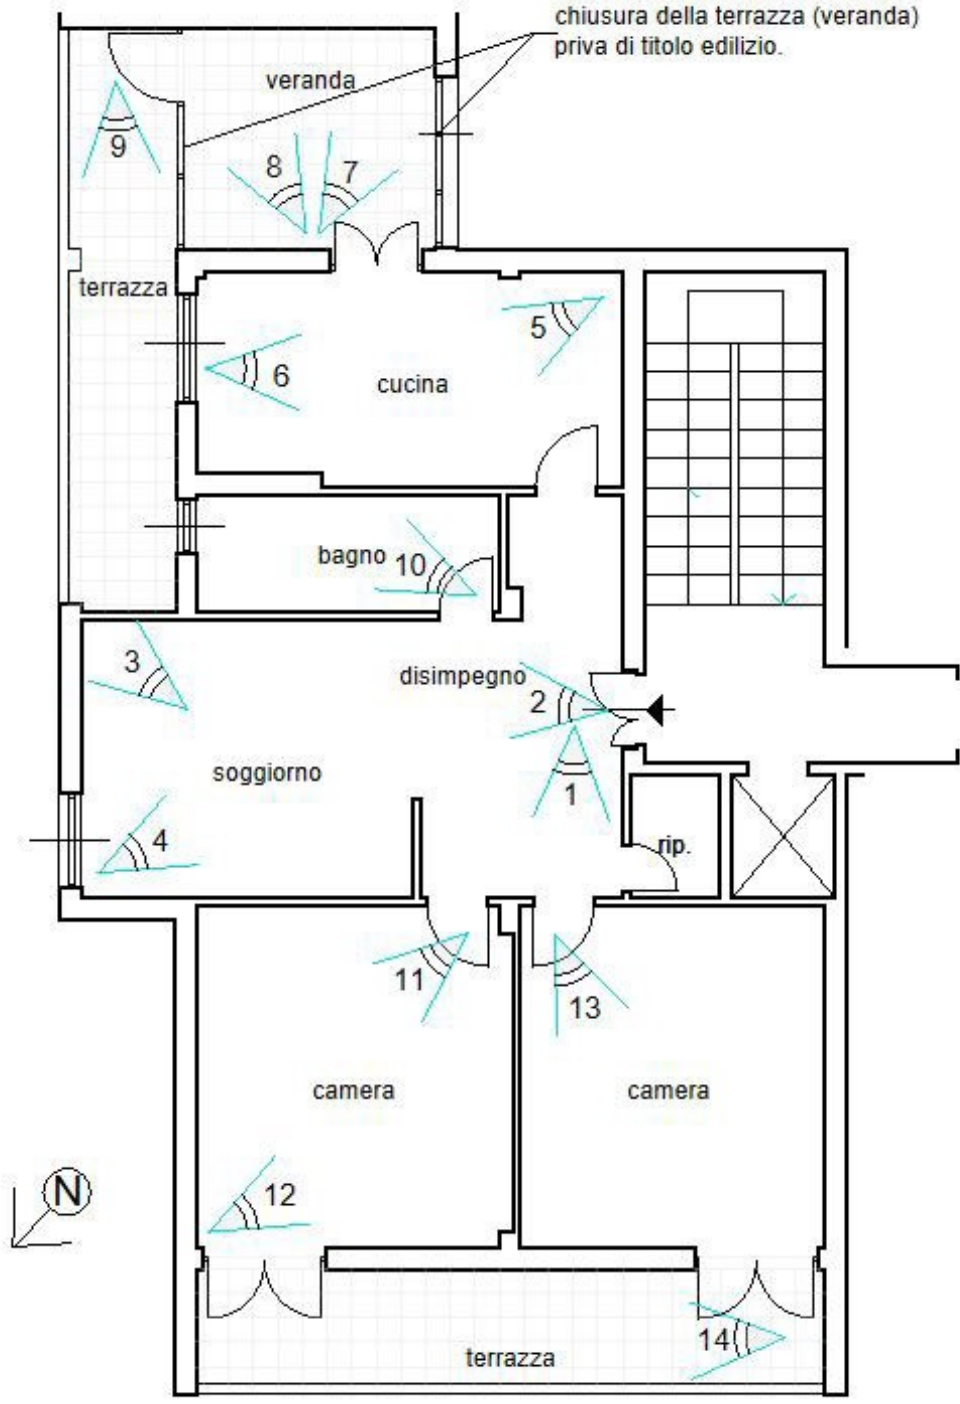 chiusura della terrazza (veranda)
priva di titolo edilizio.
veranda
9
8
7
terrazza
5
6
cucina
bagno
10
3
disimpegno
2
soggiorno
1
4
rip.
11
13
camera
camera
12
N
14
terrazza